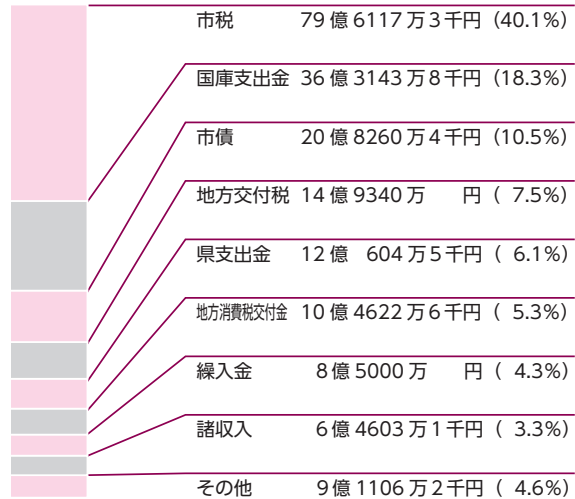 市税 79億6117万3千円（40.1%）
国庫支出金 36億3143万8千円（18.3%）
市債 20億8260万4千円（10.5%）
地方交付税 14億9340万 円（ 7.5%）
県支出金 12億 604万5千円（ 6.1%）
地方消費税交付金 10億4622万6千円（ 5.3%）
繰入金 8億5000万 円（ 4.3%）
諸収入 6億4603万1千円（ 3.3%）
その他 9億1106万2千円（ 4.6%）